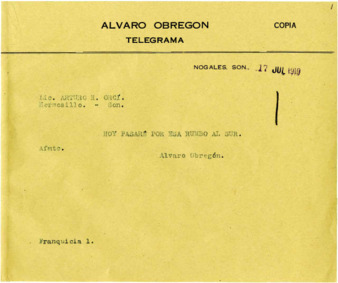 ALVARO OBREGON
COPIA
TELEGRAMA
NOGALES, SON. 17 JUL 1919
Lic. ARTURO H. ORCÍ.
Hermosillo. - Son.
HOY PASARÉ POR ESA RUMBO AL SUR.
Afmtc.
Alvaro Obregón.
Franquicia 1.